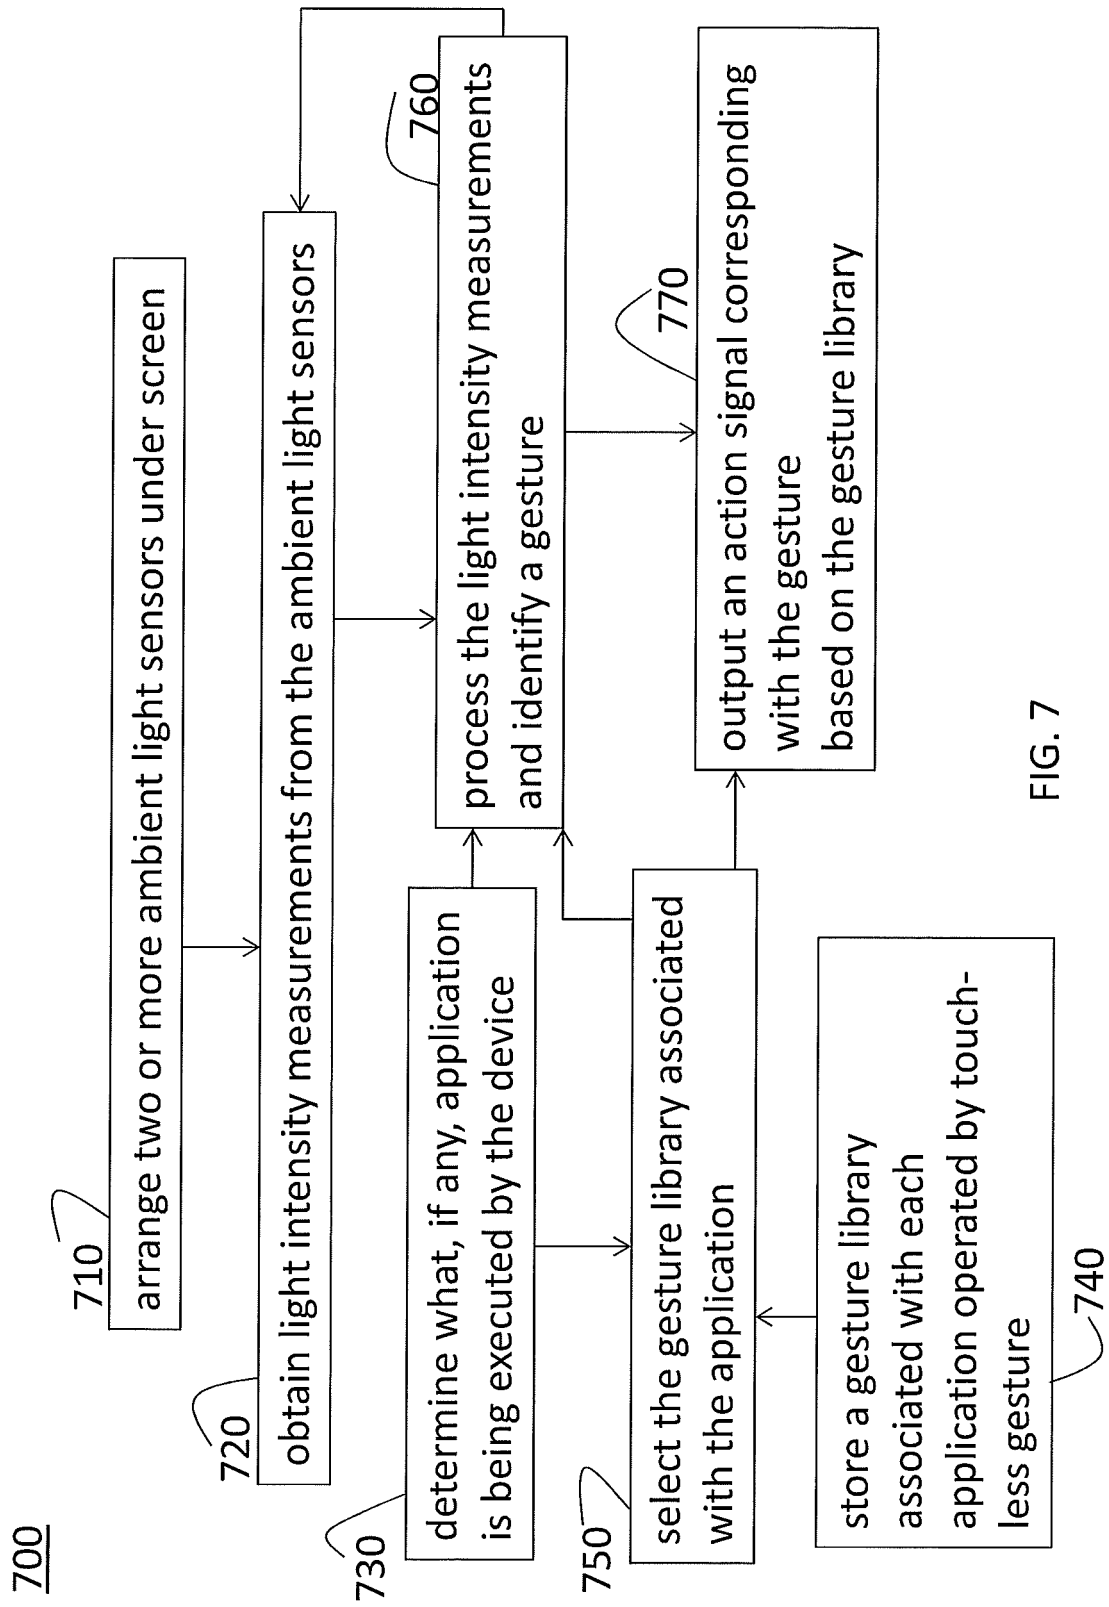 700
710
arrange two or more ambient light sensors under screen
720
obtain light intensity measurements from the ambient light sensors
730
determine what, if any, application
is being executed by the device
760
process the light intensity measurements
and identify a gesture
750
select the gesture library associated
with the application
770
output an action signal corresponding
with the gesture
based on the gesture library
store a gesture library
associated with each
application operated by touch-
less gesture
740
FIG. 7